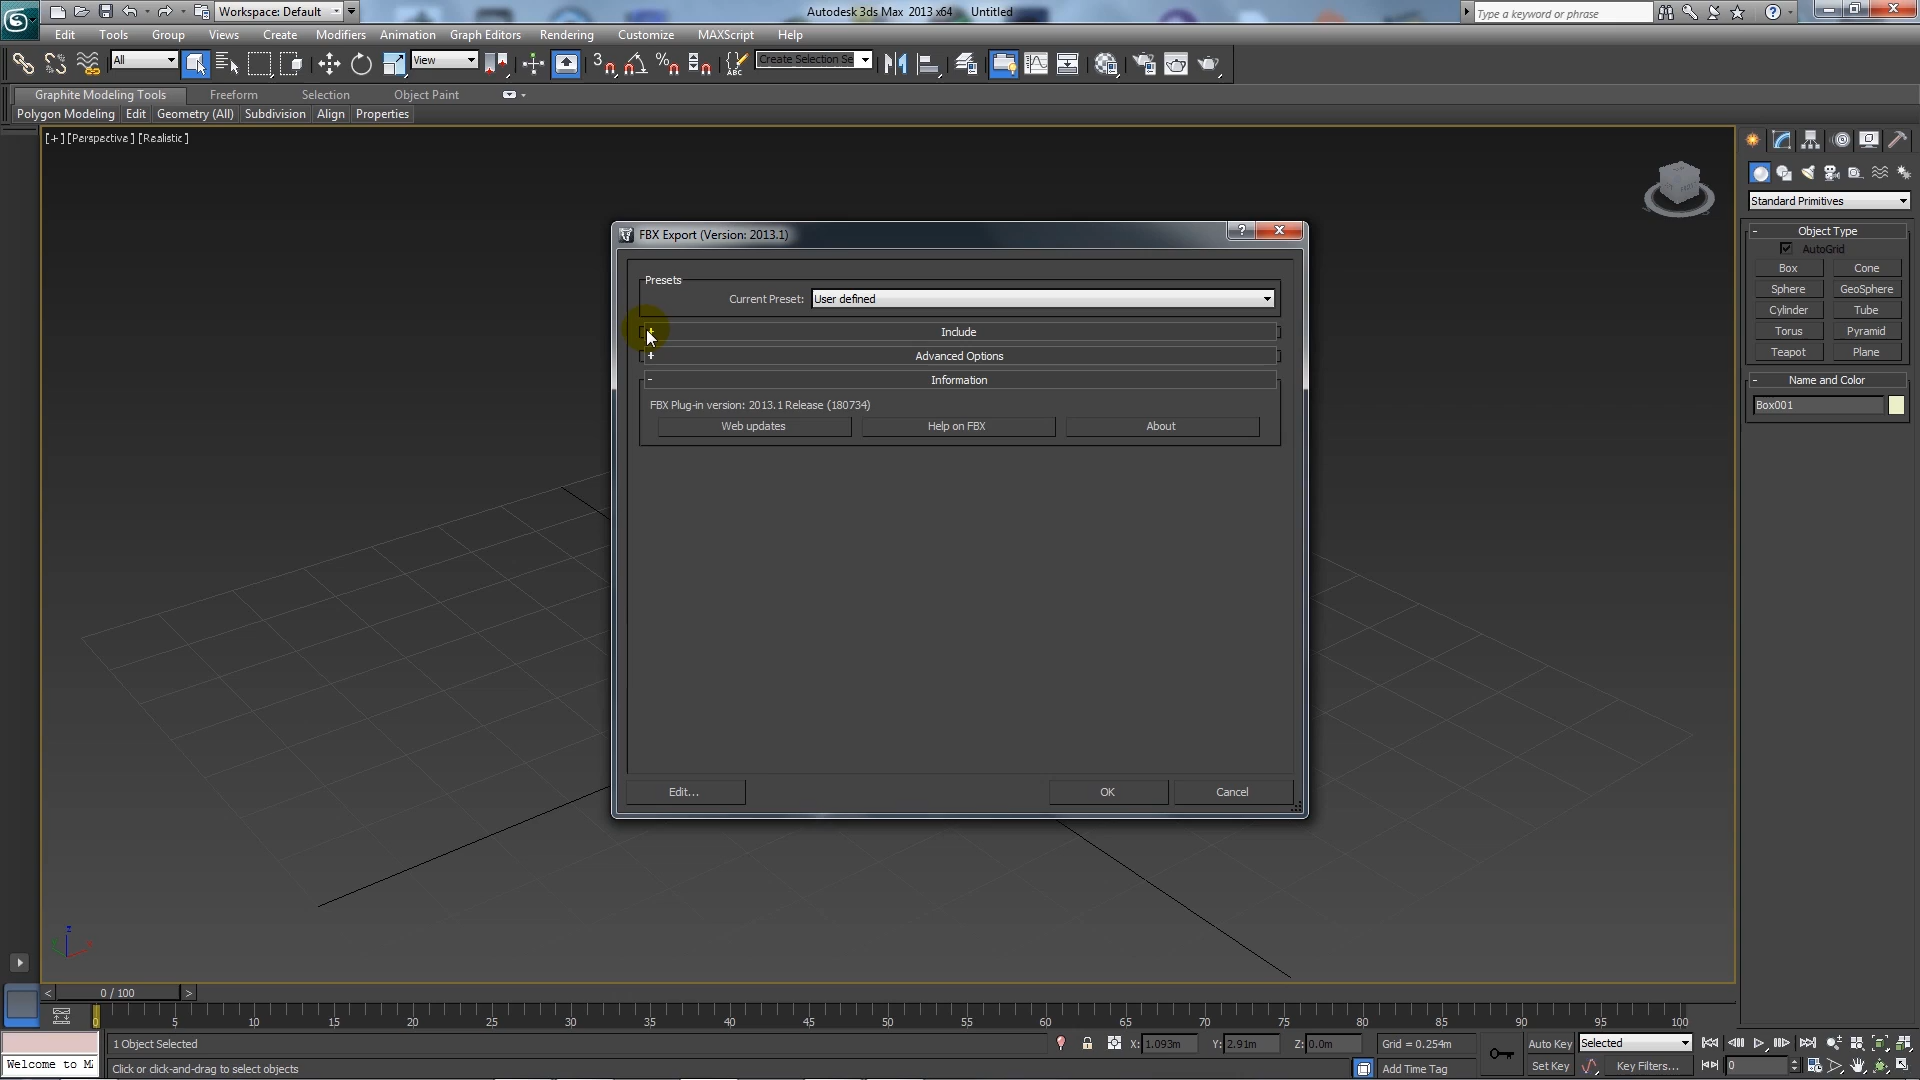 Workspace: Default
Autodesk 3ds Max 2013 x64 Untitled
Type a keyword or phrase
Edit Tools Group Views Create Modifiers Animation Graph Editors Rendering Customize MAXScript Help
All
View
3
Create Selection Se
Graphite Modeling Tools Freeform Selection Object Paint
Polygon Modeling Edit Geometry (All) Subdivision Align Properties
[+] [Perspective] [Realistic]
Standard Primitives
- Object Type
AutoGrid
Box Cone
Sphere GeoSphere
Cylinder Tube
Torus Pyramid
Teapot Plane
- Name and Color
Box001
FBX Export (Version: 2013.1)
Presets
Current Preset: User defined
+ Include
+ Advanced Options
- Information
FBX Plug-in version: 2013.1 Release (180734)
Web updates Help on FBX About
Edit... OK Cancel
z
< 0 / 100 >
0 5 10 15 20 25 30 35 40 45 50 55 60 65 70 75 80 85 90 95 100
1 Object Selected X: 1.093m Y: 2.91m Z: 0.0m Grid = 0.254m Auto Key Selected
Welcome to M Click or click-and-drag to select objects Add Time Tag Set Key Key Filters... 0